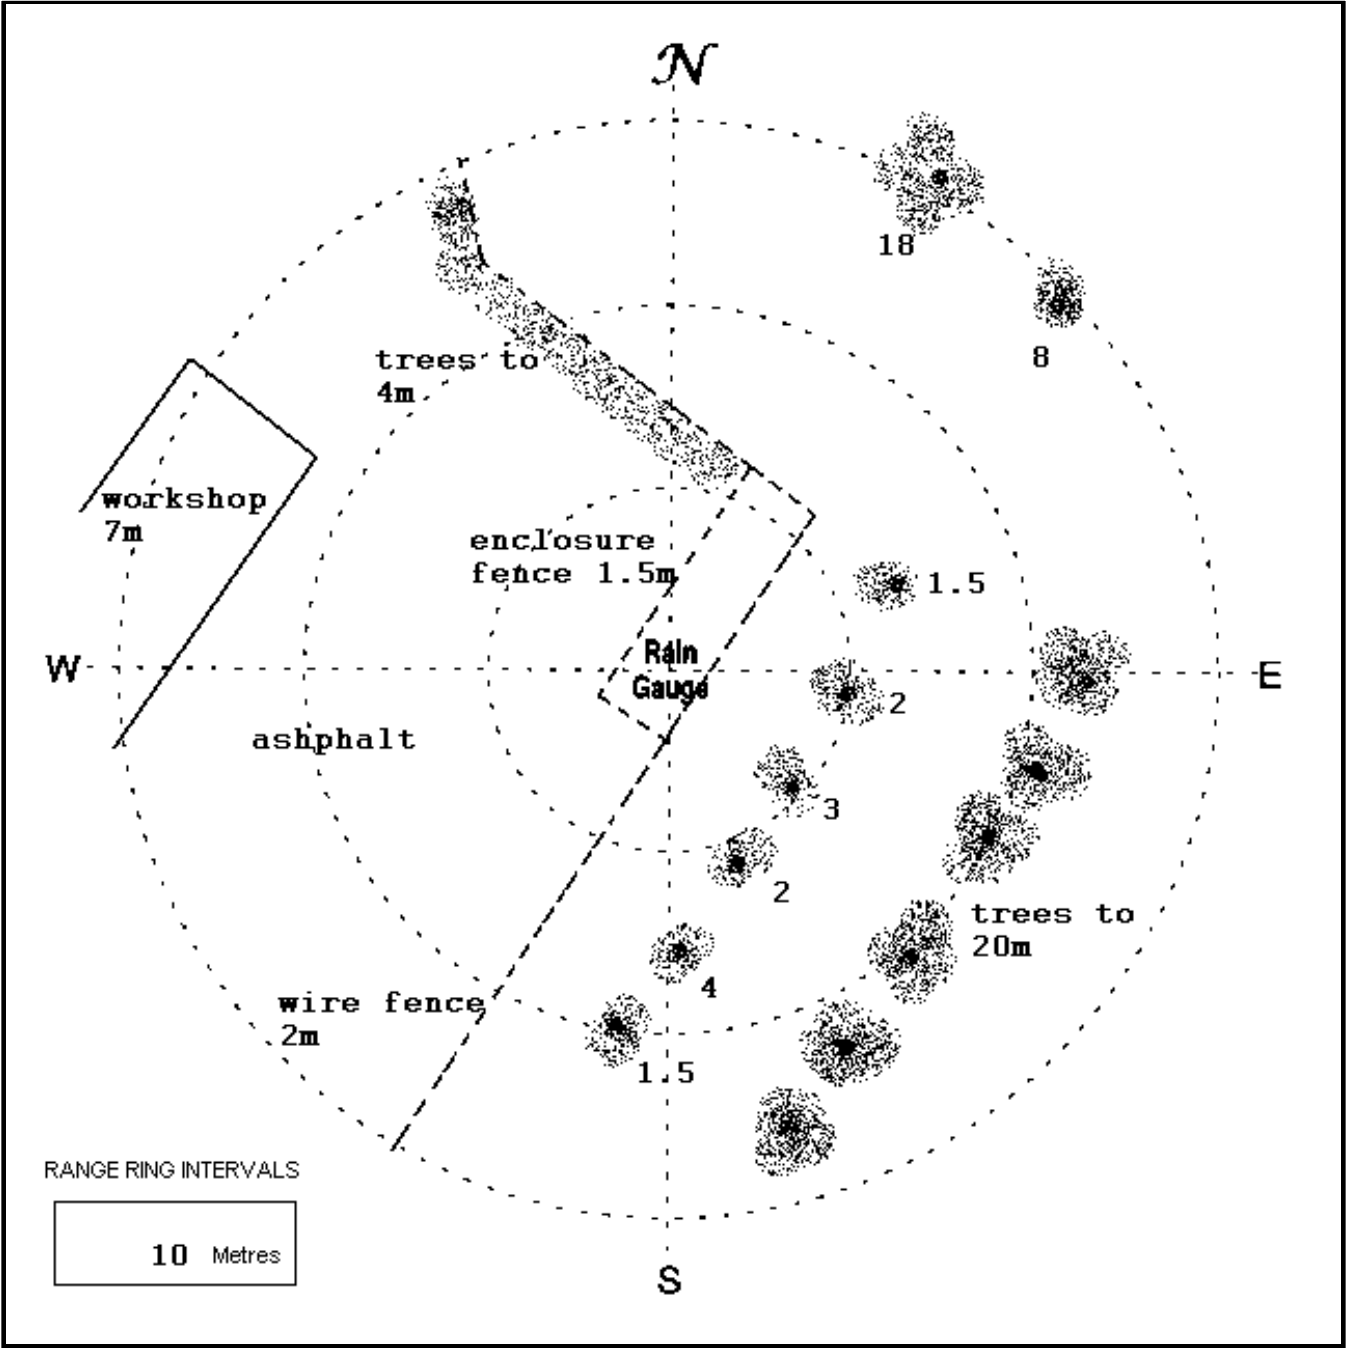 N
18
8
trees to
4m
workshop
7m
enclosure
fence 1.5m
1.5
Rain
Gauge
W
E
2
ashphalt
3
2
trees to
20m
4
wire fence
2m
1.5
RANGE RING INTERVALS
10 Metres
S